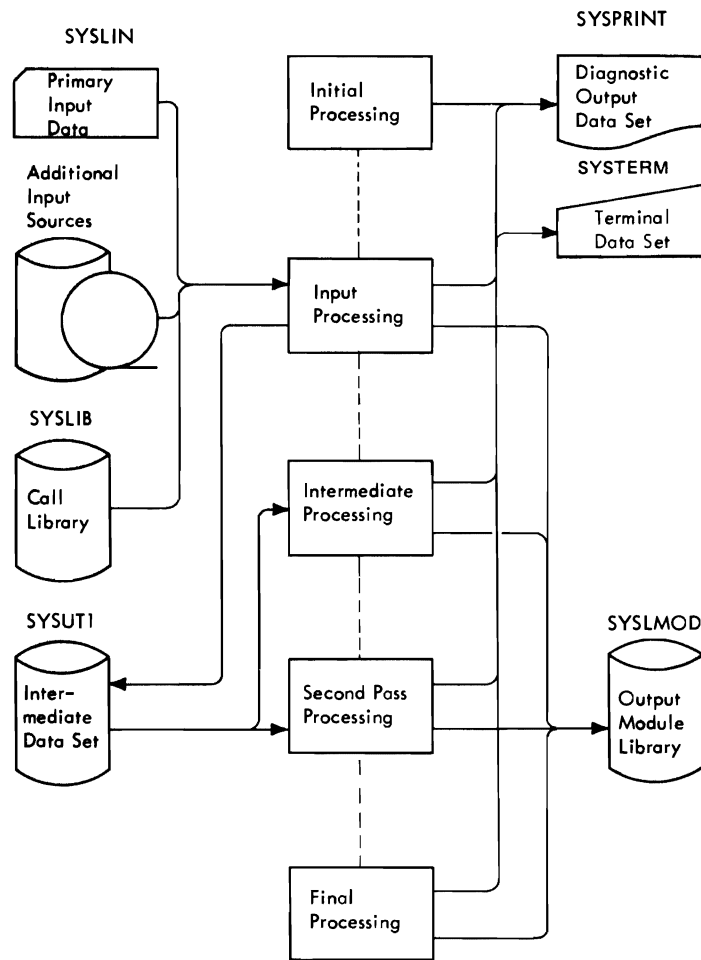 SYSPRINT
SYSLIN
Primary
Input
Data
Initial
Processing
Diagnostic
Output
Data Set
SYSTERM
Additional
Input
Sources
Terminal
Data Set
Input
Processing
SYSLIB
Call
Library
Intermediate
Processing
SYSUT1
Inter-
mediate
Data Set
Second Pass
Processing
SYSLMOD
Output
Module
Library
Final
Processing